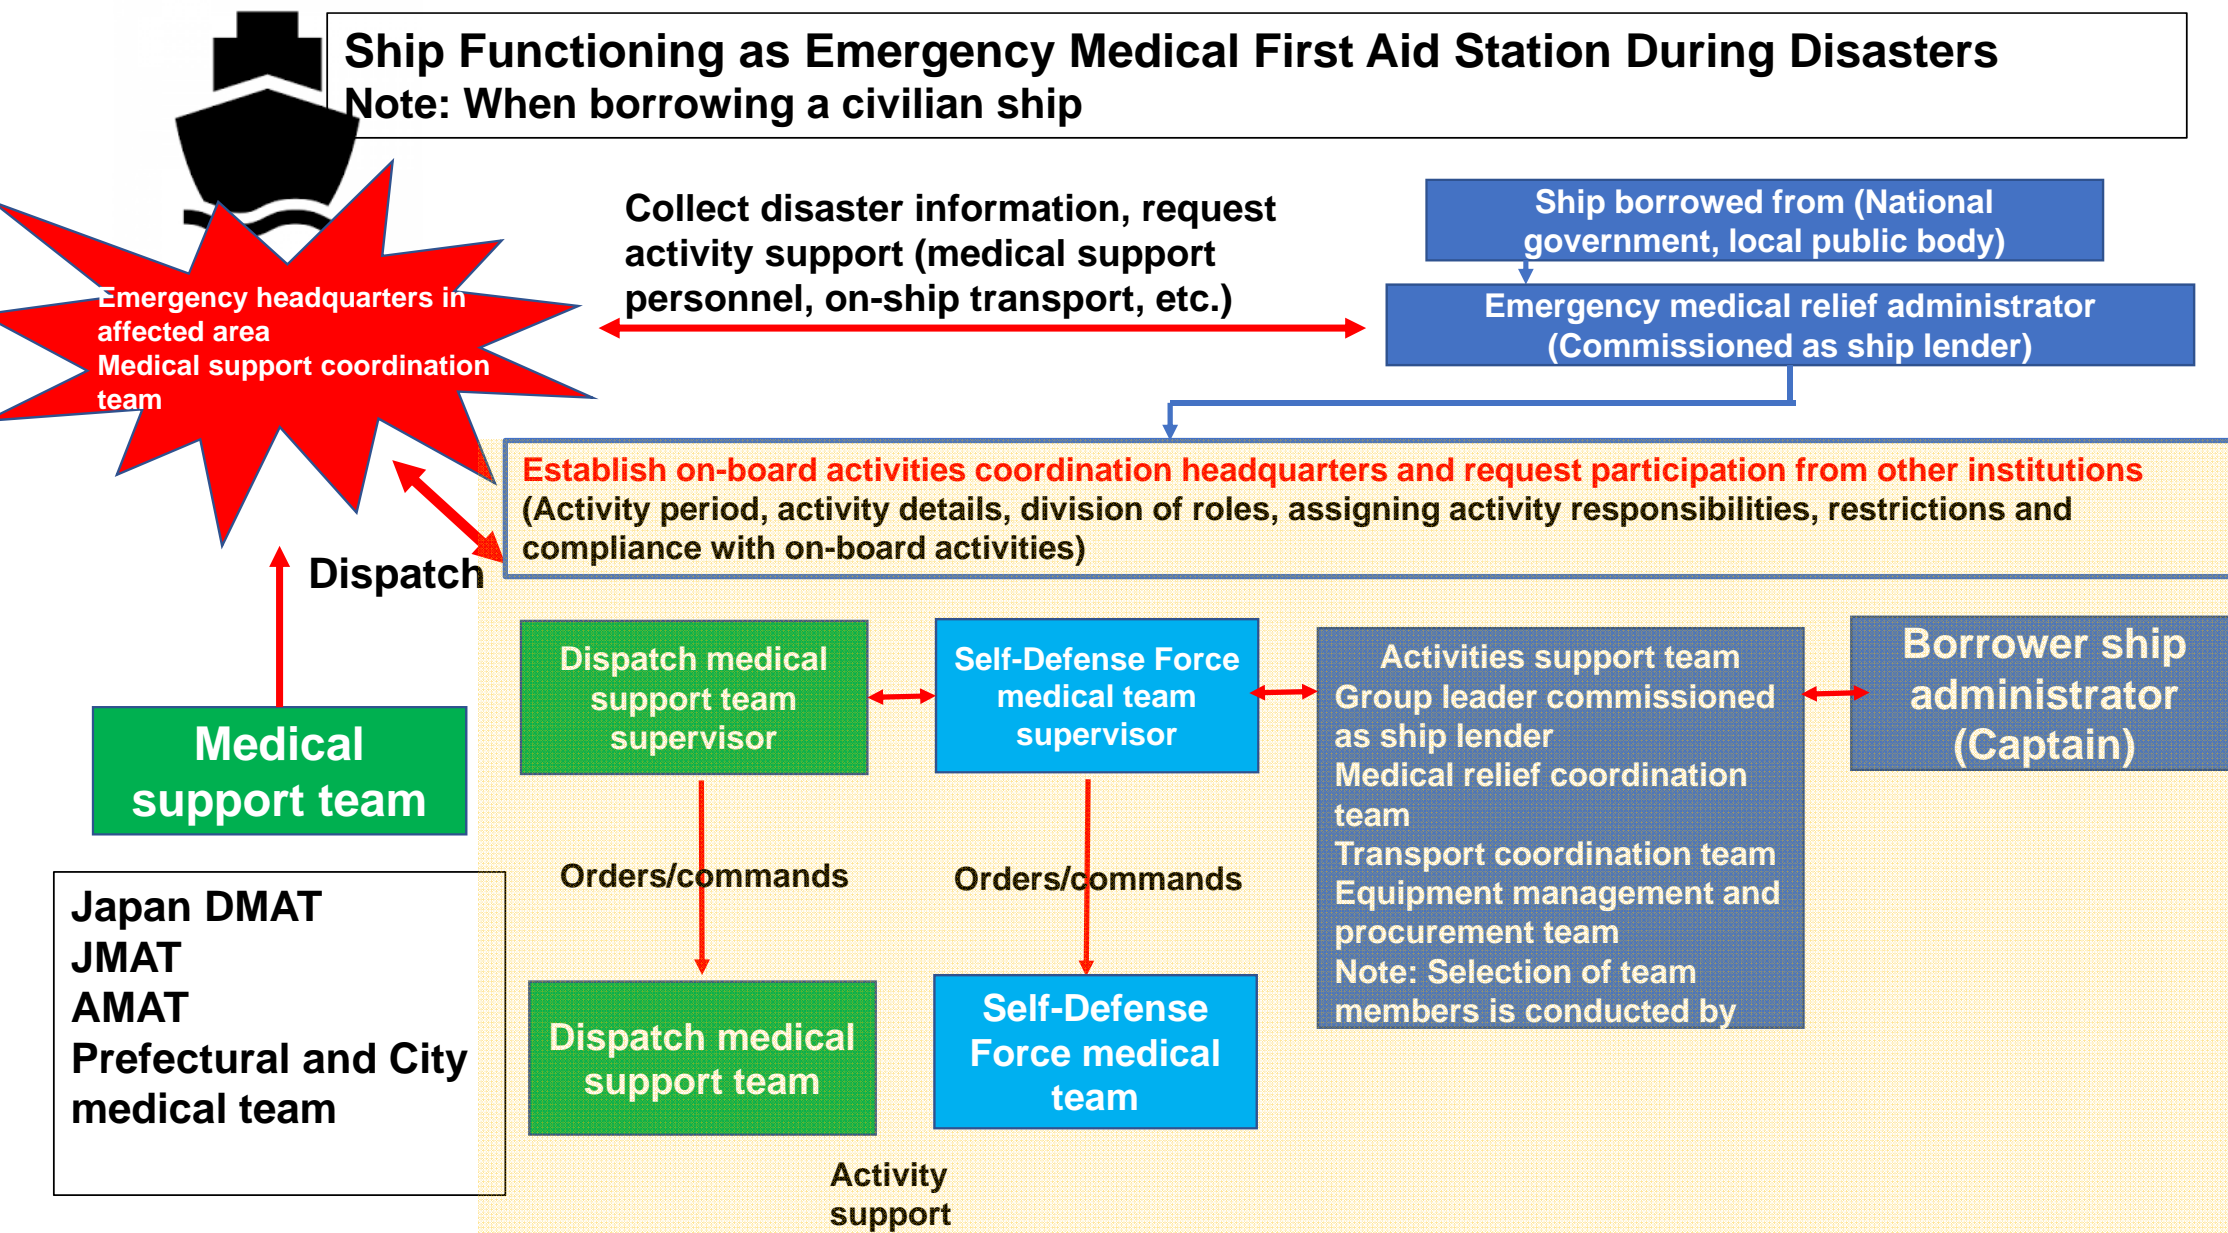 Ship Functioning as Emergency Medical First Aid Station During Disasters
Note: When borrowing a civilian ship
Collect disaster information, request
activity support (medical support
personnel, on-ship transport, etc.)
Ship borrowed from (National
government, local public body)
Emergency medical relief administrator
(Commissioned as ship lender)
Emergency headquarters in
affected area
Medical support coordination
team
Establish on-board activities coordination headquarters and request participation from other institutions
(Activity period, activity details, division of roles, assigning activity responsibilities, restrictions and
compliance with on-board activities)
Dispatch
Medical
support team
Japan DMAT
JMAT
AMAT
Prefectural and City
medical team
Dispatch medical
support team
supervisor
Self-Defense Force
medical team
supervisor
Activities support team
Group leader commissioned
as ship lender
Medical relief coordination
team
Transport coordination team
Equipment management and
procurement team
Note: Selection of team
members is conducted by
Borrower ship
administrator
(Captain)
Orders/commands
Orders/commands
Dispatch medical
support team
Self-Defense
Force medical
team
Activity
support